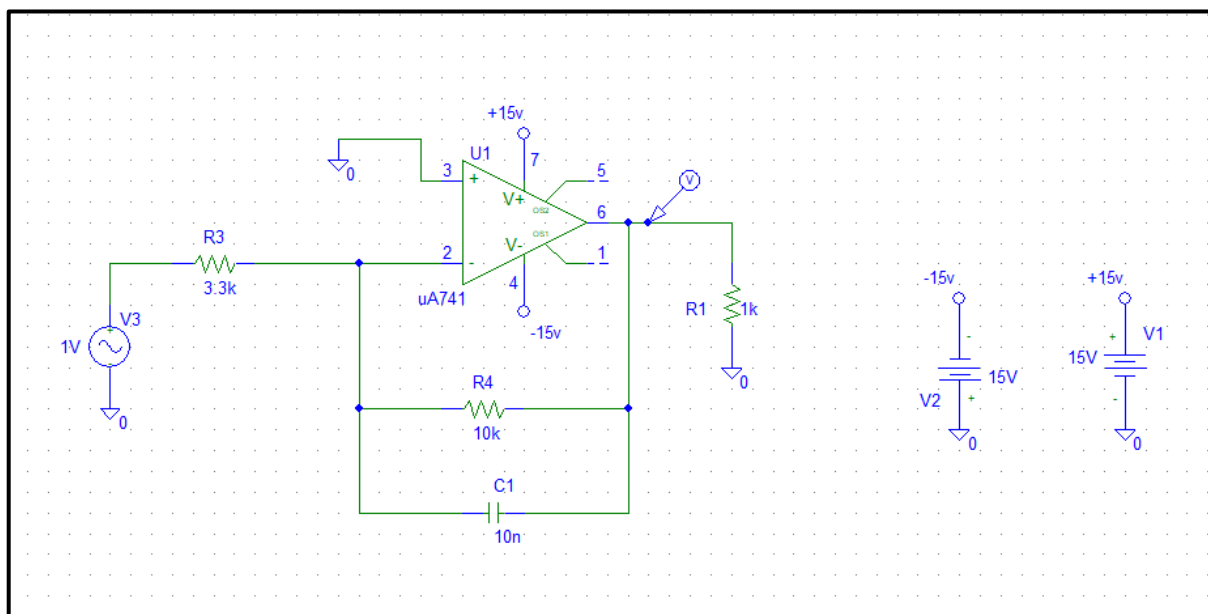 +15v
U1
7
0
3
+
5
V+
OS2
V
6
R3
OS1
2
-
V-
1
3.3k
4
uA741
-15v
+15v
R1
1k
-15v
V3
+
1V
-
-
+
V1
15V
15V
0
R4
V2
+
-
0
10k
0
0
C1
10n